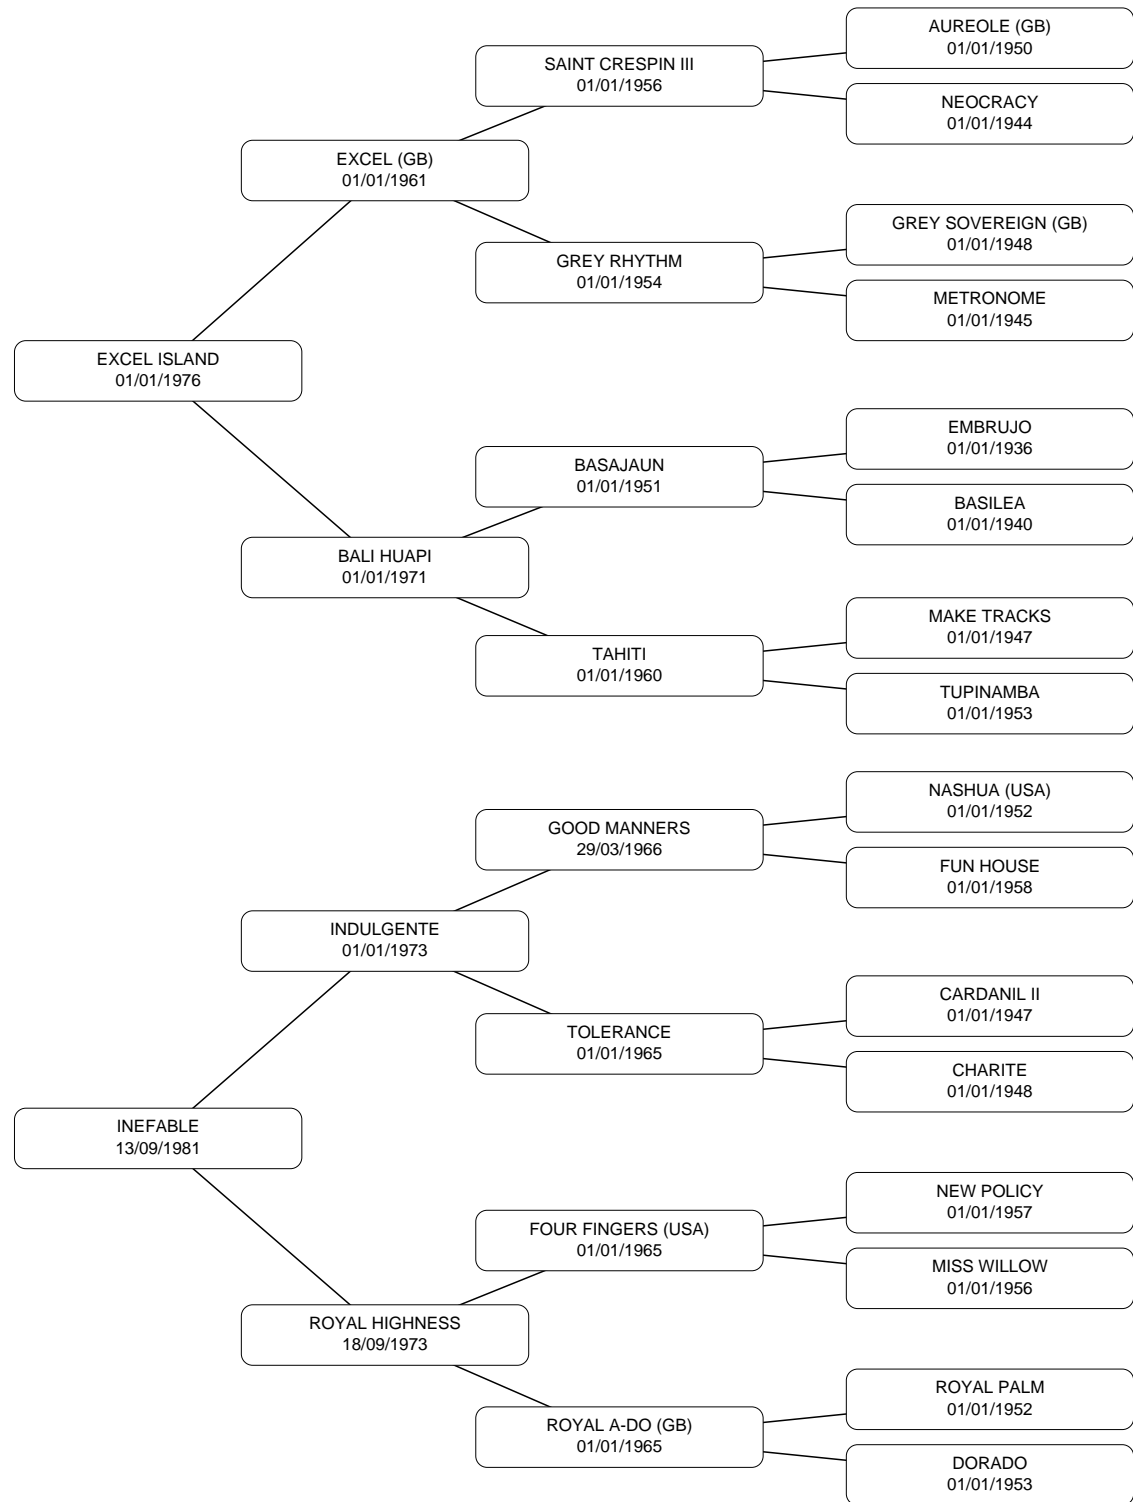 AUREOLE (GB)
01/01/1950
SAINT CRESPIN III
01/01/1956
NEOCRACY
01/01/1944
EXCEL (GB)
01/01/1961
GREY SOVEREIGN (GB)
01/01/1948
GREY RHYTHM
01/01/1954
METRONOME
01/01/1945
EXCEL ISLAND
01/01/1976
EMBRUJO
01/01/1936
BASAJAUN
01/01/1951
BASILEA
01/01/1940
BALI HUAPI
01/01/1971
MAKE TRACKS
01/01/1947
TAHITI
01/01/1960
TUPINAMBA
01/01/1953
NASHUA (USA)
01/01/1952
GOOD MANNERS
29/03/1966
FUN HOUSE
01/01/1958
INDULGENTE
01/01/1973
CARDANIL II
01/01/1947
TOLERANCE
01/01/1965
CHARITE
01/01/1948
INEFABLE
13/09/1981
NEW POLICY
01/01/1957
FOUR FINGERS (USA)
01/01/1965
MISS WILLOW
01/01/1956
ROYAL HIGHNESS
18/09/1973
ROYAL PALM
01/01/1952
ROYAL A-DO (GB)
01/01/1965
DORADO
01/01/1953